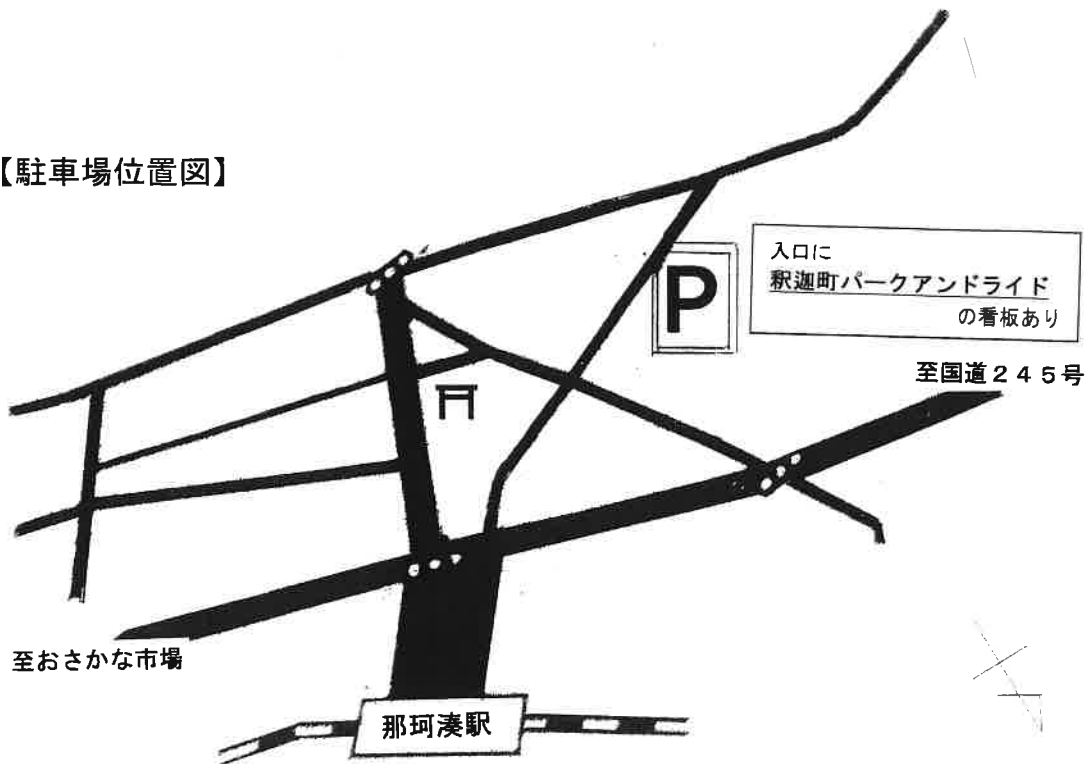 【駐車場位置図】
入口に
釈迦町パークアンドライド
の看板あり
P
至国道２４５号
至おさかな市場
那珂湊駅